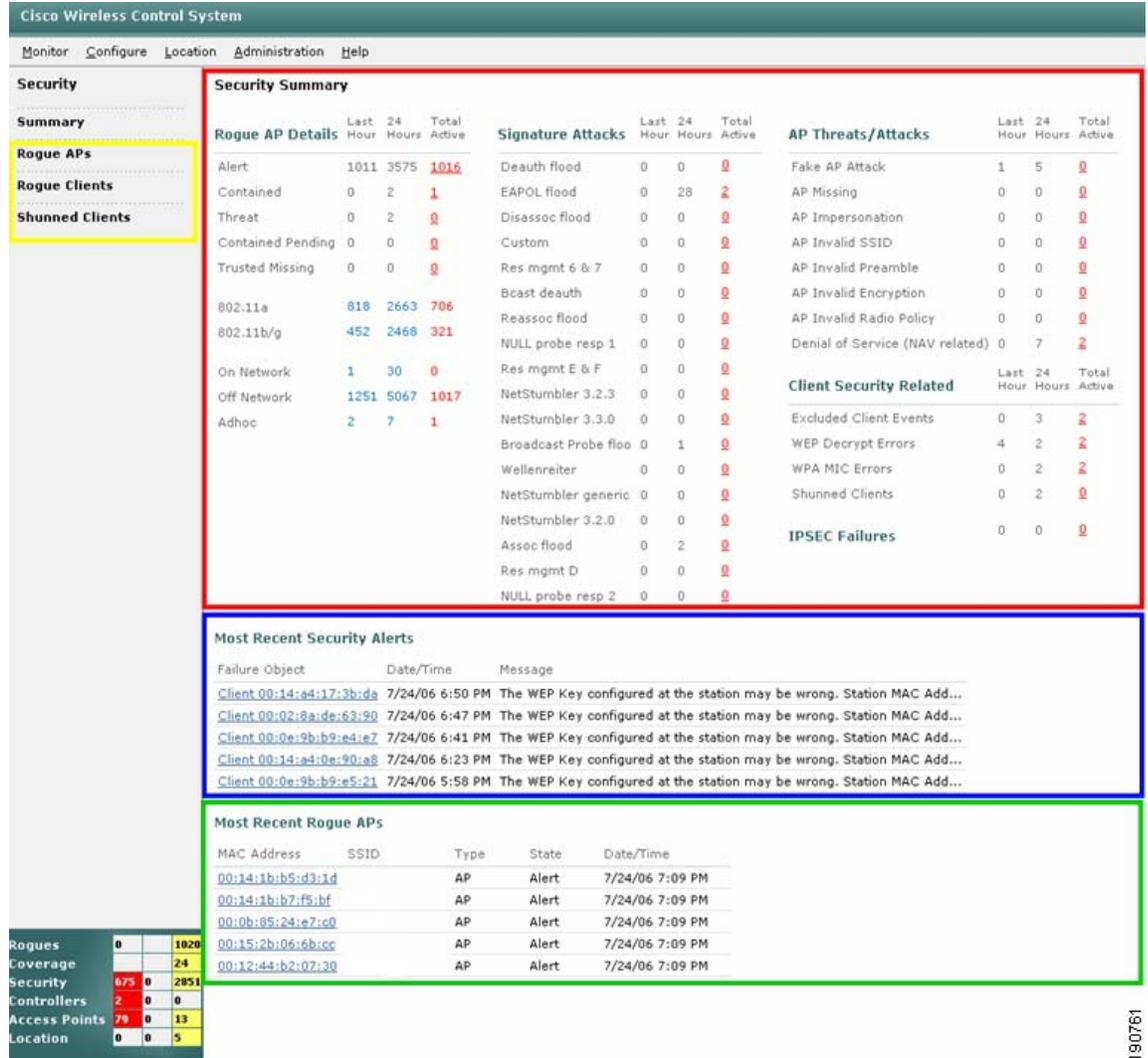 Cisco Wireless Control System
Monitor Configure Location Administration Help
Security
Summary
Rogue APs
Rogue Clients
Shunned Clients
Security Summary
Rogue AP Details Last Hour 24 Hours Total Active
Alert 1011 3575 1016
Contained 0 2 1
Threat 0 2 0
Contained Pending 0 0 0
Trusted Missing 0 0 0
802.11a 818 2663 706
802.11b/g 452 2468 321
On Network 1 30 0
Off Network 1251 5067 1017
Adhoc 2 7 1
Signature Attacks Last Hour 24 Hours Total Active
Deauth flood 0 0 0
EAPOL flood 0 28 2
Disassoc flood 0 0 0
Custom 0 0 0
Res mgmt 6 & 7 0 0 0
Bcast deauth 0 0 0
Reassoc flood 0 0 0
NULL probe resp 1 0 0 0
Res mgmt E & F 0 0 0
NetStumbler 3.2.3 0 0 0
NetStumbler 3.3.0 0 0 0
Broadcast Probe floo 0 1 0
Wellenreiter 0 0 0
NetStumbler generic 0 0 0
NetStumbler 3.2.0 0 0 0
Assoc flood 0 2 0
Res mgmt D 0 0 0
NULL probe resp 2 0 0 0
AP Threats/Attacks Last Hour 24 Hours Total Active
Fake AP Attack 1 5 0
AP Missing 0 0 0
AP Impersonation 0 0 0
AP Invalid SSID 0 0 0
AP Invalid Preamble 0 0 0
AP Invalid Encryption 0 0 0
AP Invalid Radio Policy 0 0 0
Denial of Service (NAV related) 0 7 2
Client Security Related Last Hour 24 Hours Total Active
Excluded Client Events 0 3 2
WEP Decrypt Errors 4 2 2
WPA MIC Errors 0 2 2
Shunned Clients 0 2 0
IPSEC Failures 0 0 0
Most Recent Security Alerts
Failure Object Date/Time Message
Client 00:14:a4:17:3b:da 7/24/06 6:50 PM The WEP Key configured at the station may be wrong. Station MAC Add...
Client 00:02:8a:de:63:90 7/24/06 6:47 PM The WEP Key configured at the station may be wrong. Station MAC Add...
Client 00:0e:9b:b9:e4:e7 7/24/06 6:41 PM The WEP Key configured at the station may be wrong. Station MAC Add...
Client 00:14:a4:0e:90:a8 7/24/06 6:23 PM The WEP Key configured at the station may be wrong. Station MAC Add...
Client 00:0e:9b:b9:e5:21 7/24/06 5:58 PM The WEP Key configured at the station may be wrong. Station MAC Add...
Most Recent Rogue APs
MAC Address SSID Type State Date/Time
00:14:1b:b5:d3:1d AP Alert 7/24/06 7:09 PM
00:14:1b:b7:f5:bf AP Alert 7/24/06 7:09 PM
00:0b:85:24:e7:c0 AP Alert 7/24/06 7:09 PM
00:15:2b:06:6b:cc AP Alert 7/24/06 7:09 PM
00:12:44:b2:07:30 AP Alert 7/24/06 7:09 PM
Rogues 0 1020
Coverage 24
Security 675 0 2851
Controllers 2 0 0
Access Points 79 0 13
Location 0 0 5
190761